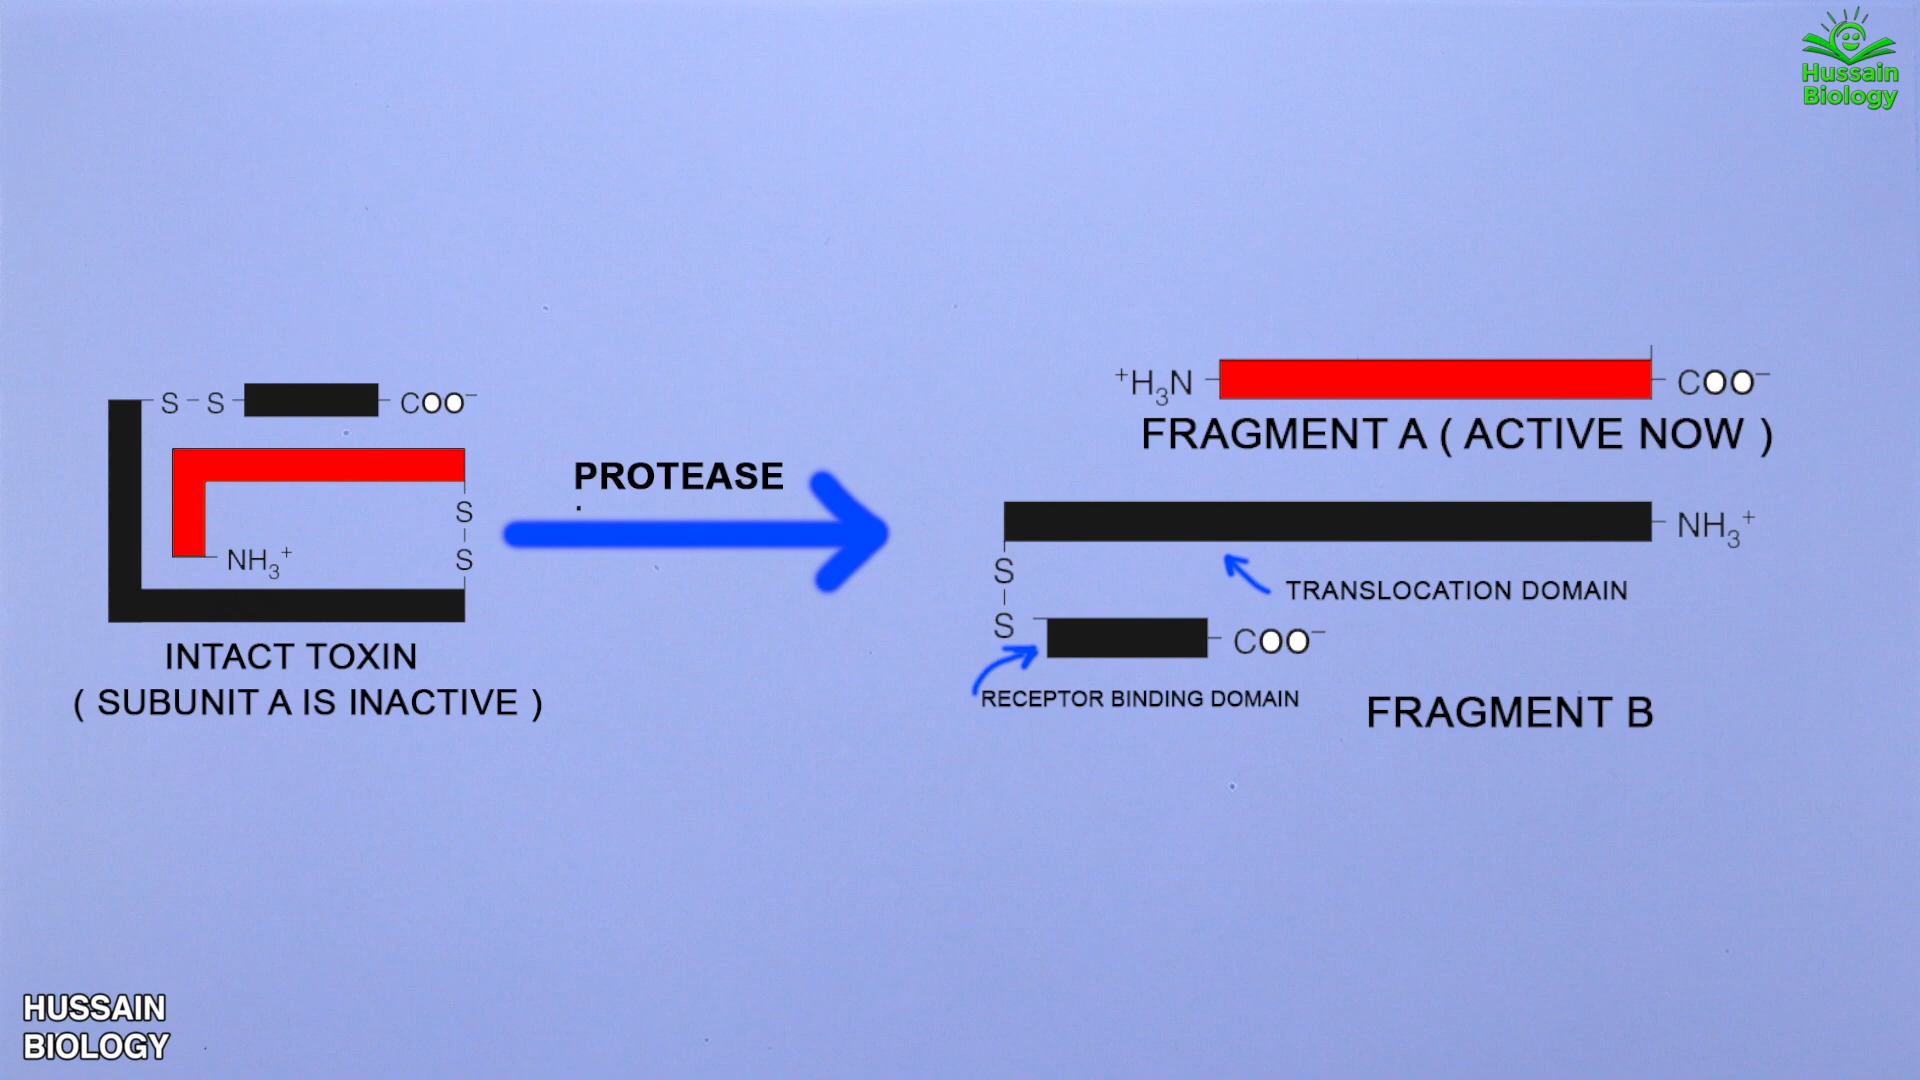 Hussain
Biology
S - S
COO⁻
S
S
NH₃⁺
INTACT TOXIN
( SUBUNIT A IS INACTIVE )
PROTEASE
.
⁺H₃N
COO⁻
FRAGMENT A ( ACTIVE NOW )
NH₃⁺
S
S
TRANSLOCATION DOMAIN
COO⁻
RECEPTOR BINDING DOMAIN
FRAGMENT B
HUSSAIN
BIOLOGY